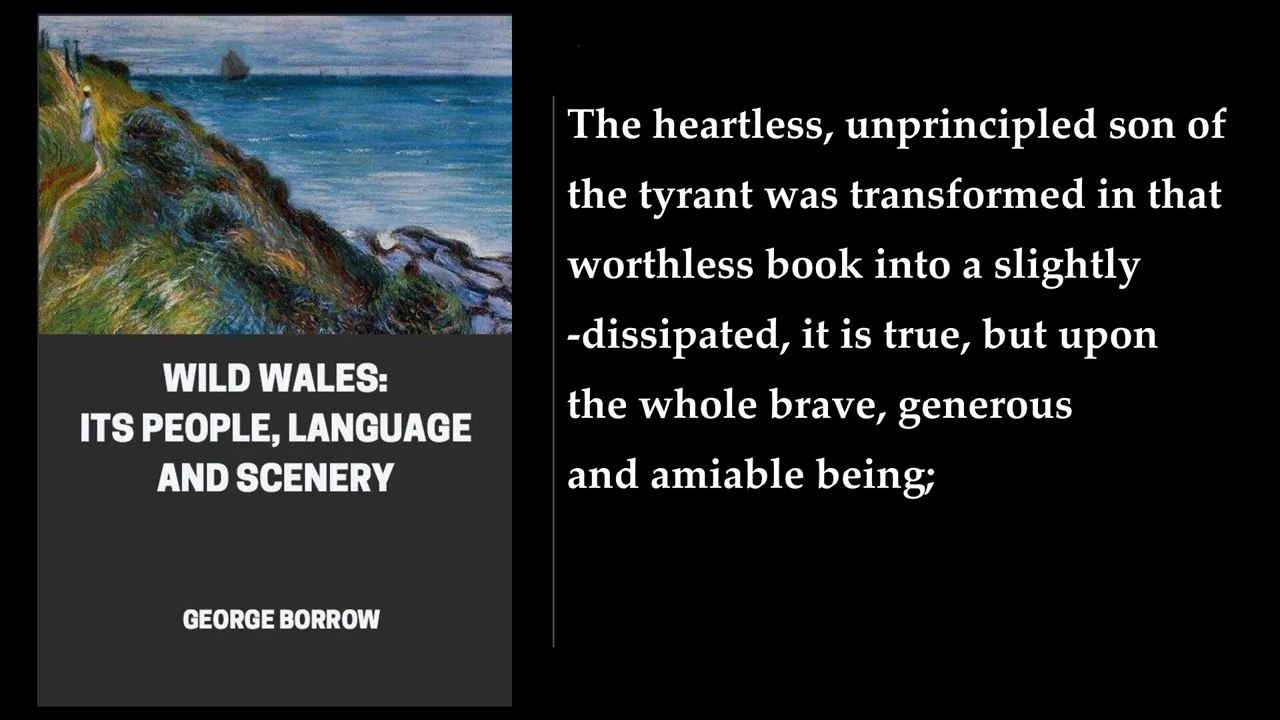 WILD WALES:
ITS PEOPLE, LANGUAGE
AND SCENERY
GEORGE BORROW
The heartless, unprincipled son of
the tyrant was transformed in that
worthless book into a slightly
-dissipated, it is true, but upon
the whole brave, generous
and amiable being;